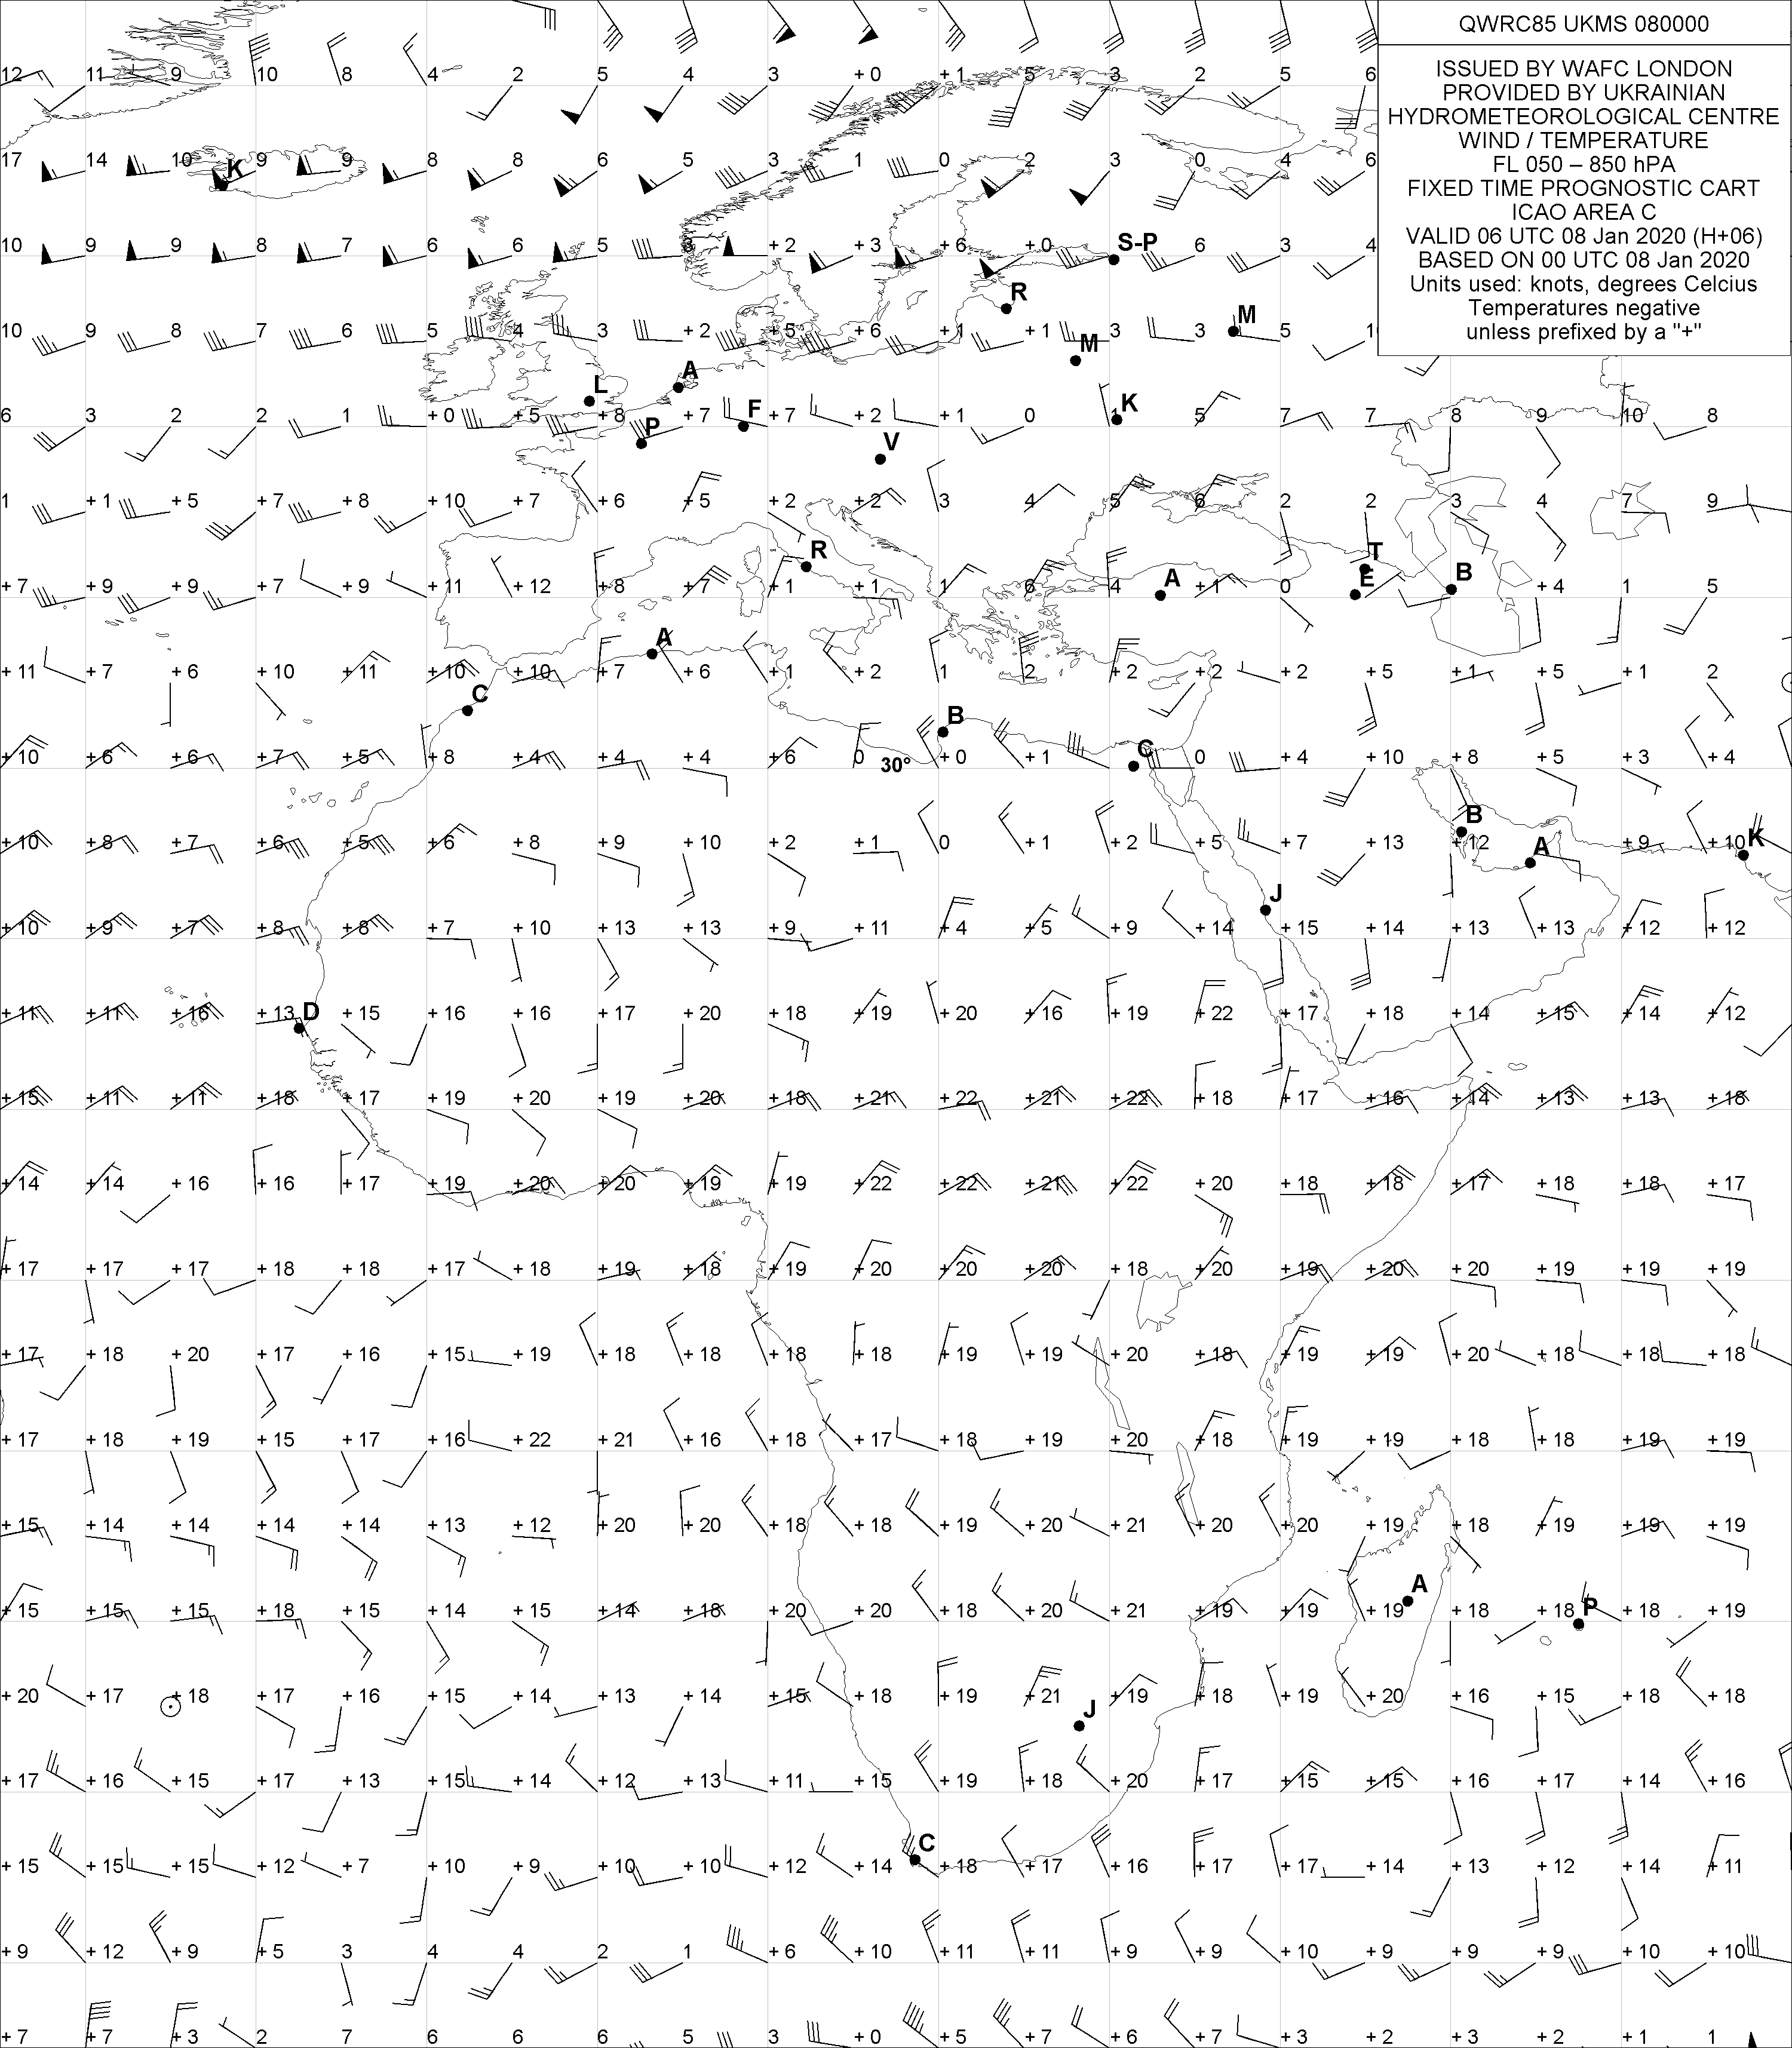 QWRC85 UKMS 080000
ISSUED BY WAFC LONDON
PROVIDED BY UKRAINIAN
HYDROMETEOROLOGICAL CENTRE
WIND / TEMPERATURE
FL 050 – 850 hPA
FIXED TIME PROGNOSTIC CART
ICAO AREA C
VALID 06 UTC 08 Jan 2020 (H+06)
BASED ON 00 UTC 08 Jan 2020
Units used: knots, degrees Celcius
Temperatures negative
unless prefixed by a "+"
12 11 9 10 8 4 2 5 4 3 +0 +1 5 3 2 5 6
17 14 10 K 9 9 8 8 6 5 3 1 0 2 3 0 4 6
10 9 9 8 7 6 6 5 3 +2 +3 +6 +0 S-P 6 3 4
R
10 9 8 7 6 5 4 3 +2 +5 +6 +1 +1 3 3 M 5 1
M
L A
6 3 2 2 1 +0 +5 +8 +7 F +7 +2 +1 0 1 K 5 7 7 8 9 10 8
P V
1 +1 +5 +7 +8 +10 +7 +6 +5 +2 +2 3 4 5 6 2 2 3 4 7 9
R T
+7 +9 +9 +7 +9 +11 +12 +8 +7 +1 +1 1 6 4 A +1 0 E B +4 1 5
A
+11 +7 +6 +10 +11 +10 +10 +7 +6 +1 +2 1 2 +2 +2 +2 +5 +1 +5 +1 2
C B
+10 +6 +6 +7 +5 +8 +4 +4 +4 +6 0 30° +0 +1 C 0 +4 +10 +8 +5 +3 +4
B
+10 +8 +7 +6 +5 +6 +8 +9 +10 +2 +1 0 +1 +2 +5 +7 +13 +12 A +9 +10 K
J
+10 +9 +7 +8 +8 +7 +10 +13 +13 +9 +11 +4 +5 +9 +14 +15 +14 +13 +13 +12 +12
+11 +11 +16 +13 D +15 +16 +16 +17 +20 +18 +19 +20 +16 +19 +22 +17 +18 +14 +15 +14 +12
+15 +11 +11 +18 +17 +19 +20 +19 +20 +18 +21 +22 +21 +22 +18 +17 +16 +14 +13 +13 +18
+14 +14 +16 +16 +17 +19 +20 +20 +19 +19 +22 +22 +21 +22 +20 +18 +18 +17 +18 +18 +17
+17 +17 +17 +18 +18 +17 +18 +19 +18 +19 +20 +20 +20 +18 +20 +19 +20 +20 +19 +19 +19
+17 +18 +20 +17 +16 +15 +19 +18 +18 +18 +18 +19 +19 +20 +18 +19 +19 +20 +18 +18 +18
+17 +18 +19 +15 +17 +16 +22 +21 +16 +18 +17 +18 +19 +20 +18 +19 +19 +18 +18 +19 +19
+15 +14 +14 +14 +14 +13 +12 +20 +20 +18 +18 +19 +20 +21 +20 +20 +19 +18 +19 +19 +19
A
+15 +15 +15 +18 +15 +14 +15 +14 +18 +20 +20 +18 +20 +21 +19 +19 +19 +18 +18 P +18 +19
+20 +17 +18 +17 +16 +15 +14 +13 +14 +15 +18 +19 +21 J +19 +18 +19 +20 +16 +15 +18 +18
+17 +16 +15 +17 +13 +15 +14 +12 +13 +11 +15 +19 +18 +20 +17 +15 +15 +16 +17 +14 +16
C
+15 +15 +15 +12 +7 +10 +9 +10 +10 +12 +14 +18 +17 +16 +17 +17 +14 +13 +12 +14 +11
+9 +12 +9 +5 3 4 4 2 1 +6 +10 +11 +11 +9 +9 +10 +9 +9 +9 +10 +10
+7 +7 +3 2 7 6 6 6 5 3 +0 +5 +7 +6 +7 +3 +2 +3 +2 +1 1